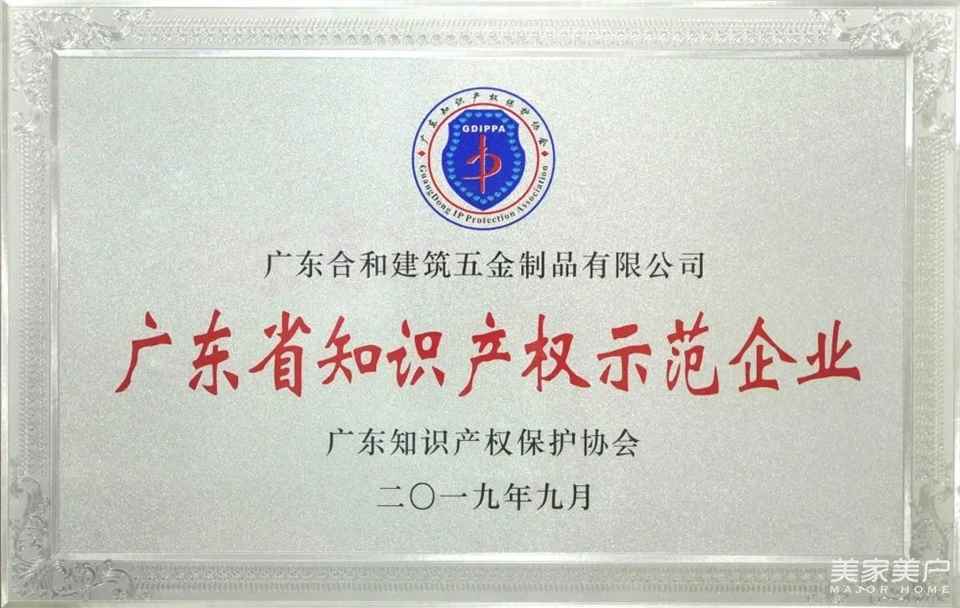 广东知识产权保护协会
GDIPPA
GuangDong IP Protection Association
广东合和建筑五金制品有限公司
广东省知识产权示范企业
广东知识产权保护协会
二〇一九年九月
美家美户
MAJOR HOME